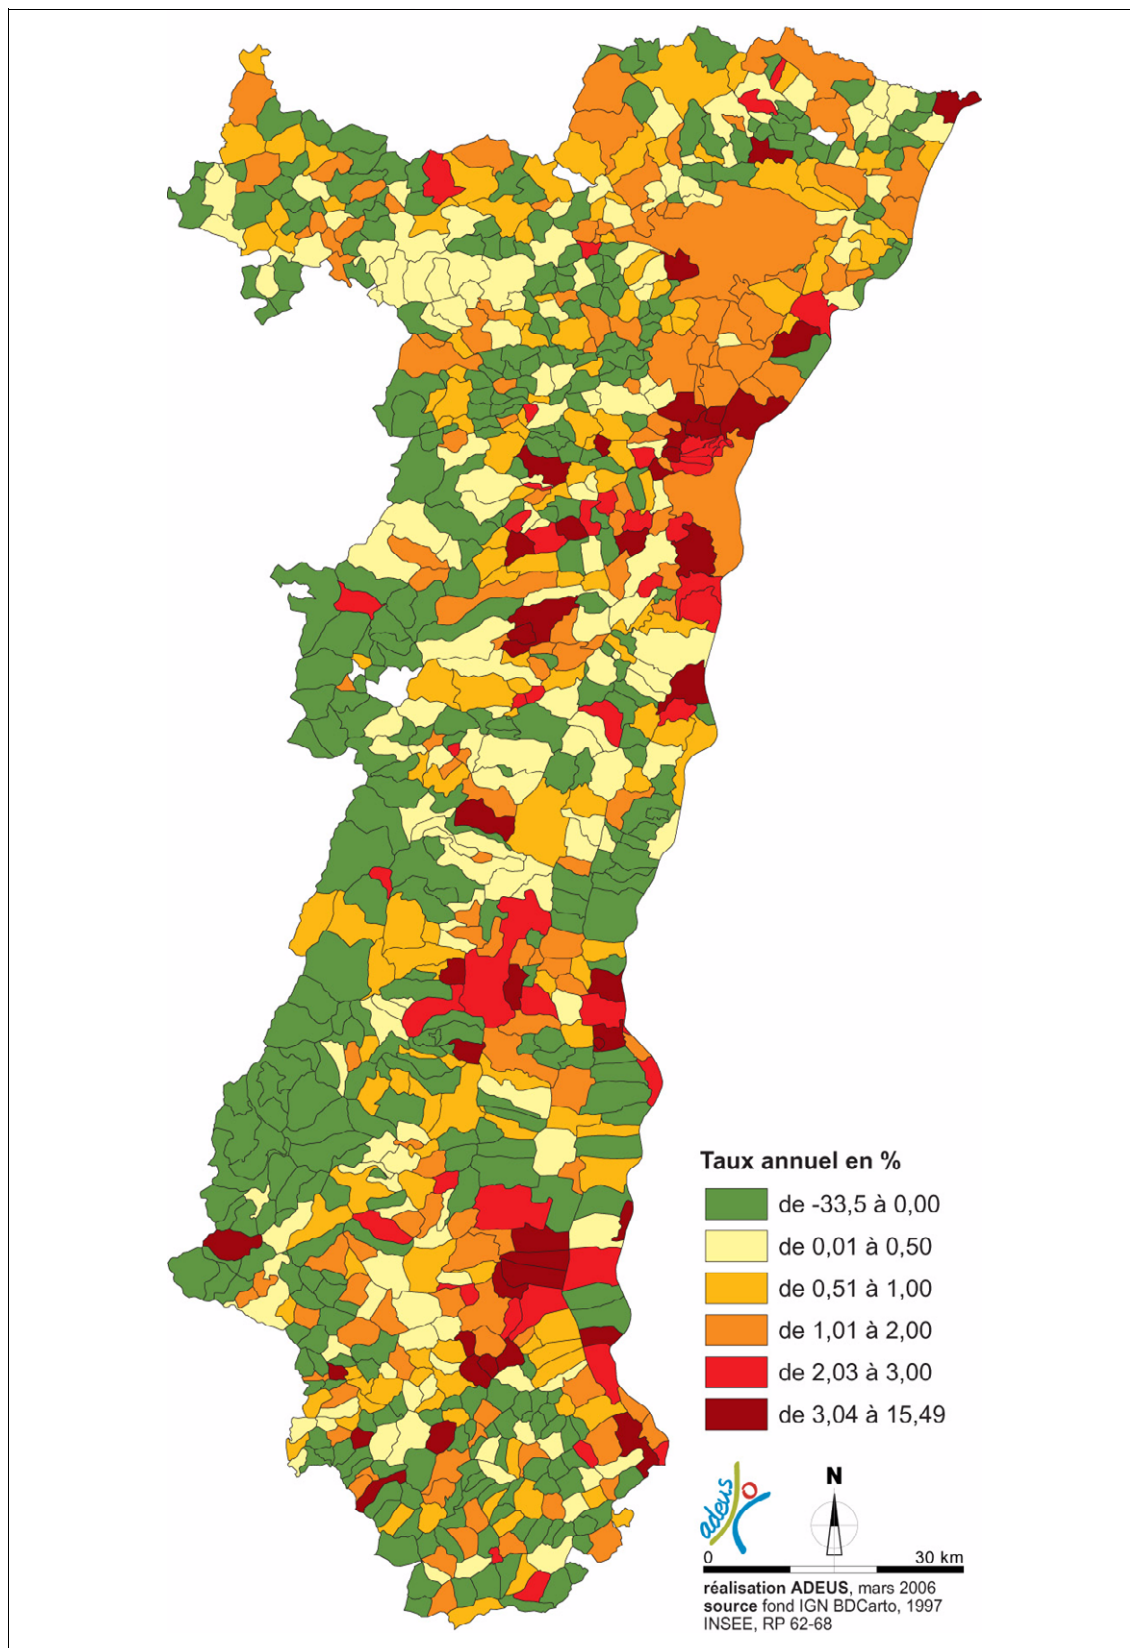 Taux annuel en %
de -33,5 à 0,00
de 0,01 à 0,50
de 0,51 à 1,00
de 1,01 à 2,00
de 2,03 à 3,00
de 3,04 à 15,49
adeus
N
0 30 km
réalisation ADEUS, mars 2006
source fond IGN BDCarto, 1997
INSEE, RP 62-68